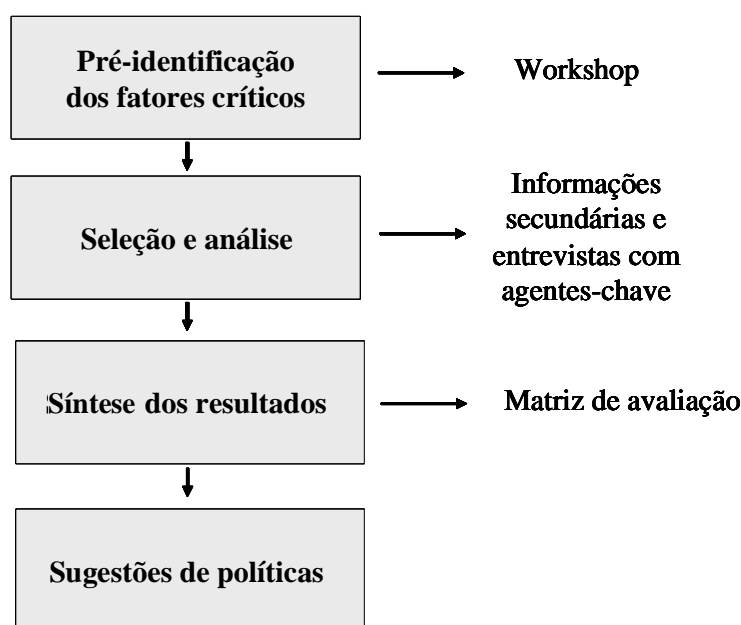 Pré-identificação
dos fatores críticos
Workshop
Seleção e análise
Informações
secundárias e
entrevistas com
agentes-chave
Síntese dos resultados
Matriz de avaliação
Sugestões de políticas